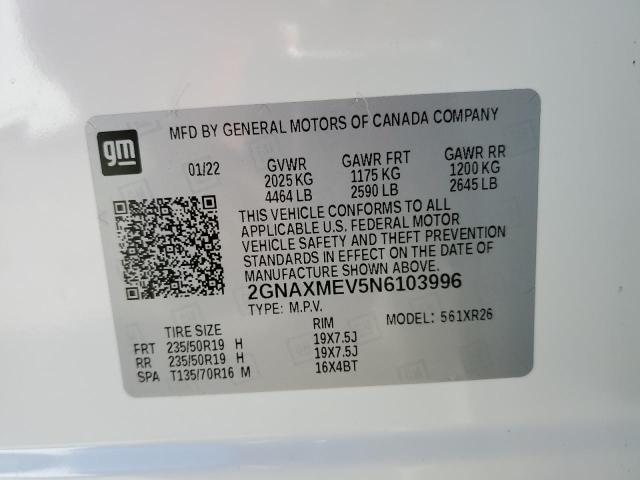 gm
MFD BY GENERAL MOTORS OF CANADA COMPANY
01/22 GVWR GAWR FRT GAWR RR
2025 KG 1175 KG 1200 KG
4464 LB 2590 LB 2645 LB
THIS VEHICLE CONFORMS TO ALL
APPLICABLE U.S. FEDERAL MOTOR
VEHICLE SAFETY AND THEFT PREVENTION
STANDARDS IN EFFECT ON THE DATE OF
MANUFACTURE SHOWN ABOVE.
2GNAXMEV5N6103996
TYPE: M.P.V. MODEL: 561XR26
TIRE SIZE RIM
FRT 235/50R19 H 19X7.5J
RR 235/50R19 H 19X7.5J
SPA T135/70R16 M 16X4BT